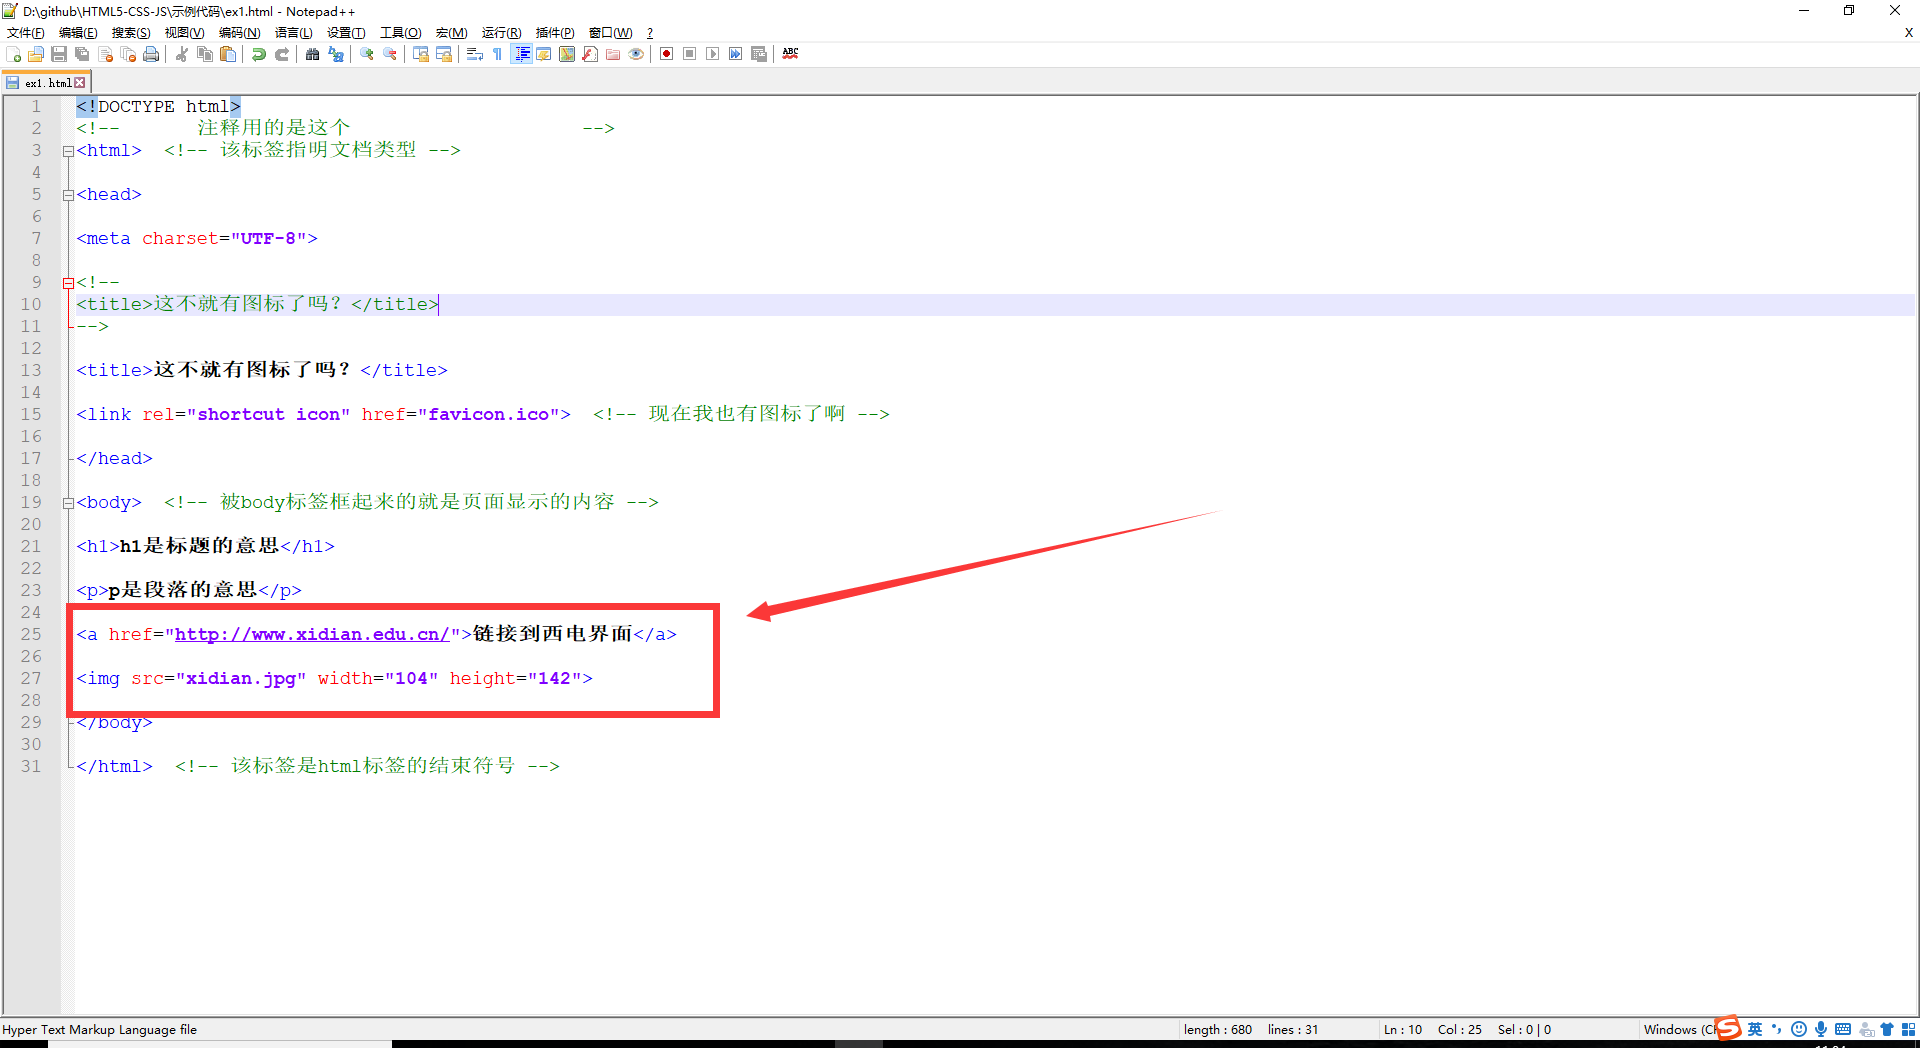 D:\github\HTML5-CSS-JS\示例代码\ex1.html - Notepad++
文件(F) 编辑(E) 搜索(S) 视图(V) 编码(N) 语言(L) 设置(T) 工具(O) 宏(M) 运行(R) 插件(P) 窗口(W) ? X
ABC
ex1.html
1 <!DOCTYPE html>
2 <!-- 注释用的是这个 -->
3 <html> <!-- 该标签指明文档类型 -->
4
5 <head>
6
7 <meta charset="UTF-8">
8
9 <!--
10 <title>这不就有图标了吗？</title>
11 -->
12
13 <title>这不就有图标了吗？</title>
14
15 <link rel="shortcut icon" href="favicon.ico"> <!-- 现在我也有图标了啊 -->
16
17 </head>
18
19 <body> <!-- 被body标签框起来的就是页面显示的内容 -->
20
21 <h1>h1是标题的意思</h1>
22
23 <p>p是段落的意思</p>
24
25 <a href="http://www.xidian.edu.cn/">链接到西电界面</a>
26
27 <img src="xidian.jpg" width="104" height="142">
28
29 </body>
30
31 </html> <!-- 该标签是html标签的结束符号 -->
Hyper Text Markup Language file length : 680 lines : 31 Ln : 10 Col : 25 Sel : 0 | 0 Windows (C 英